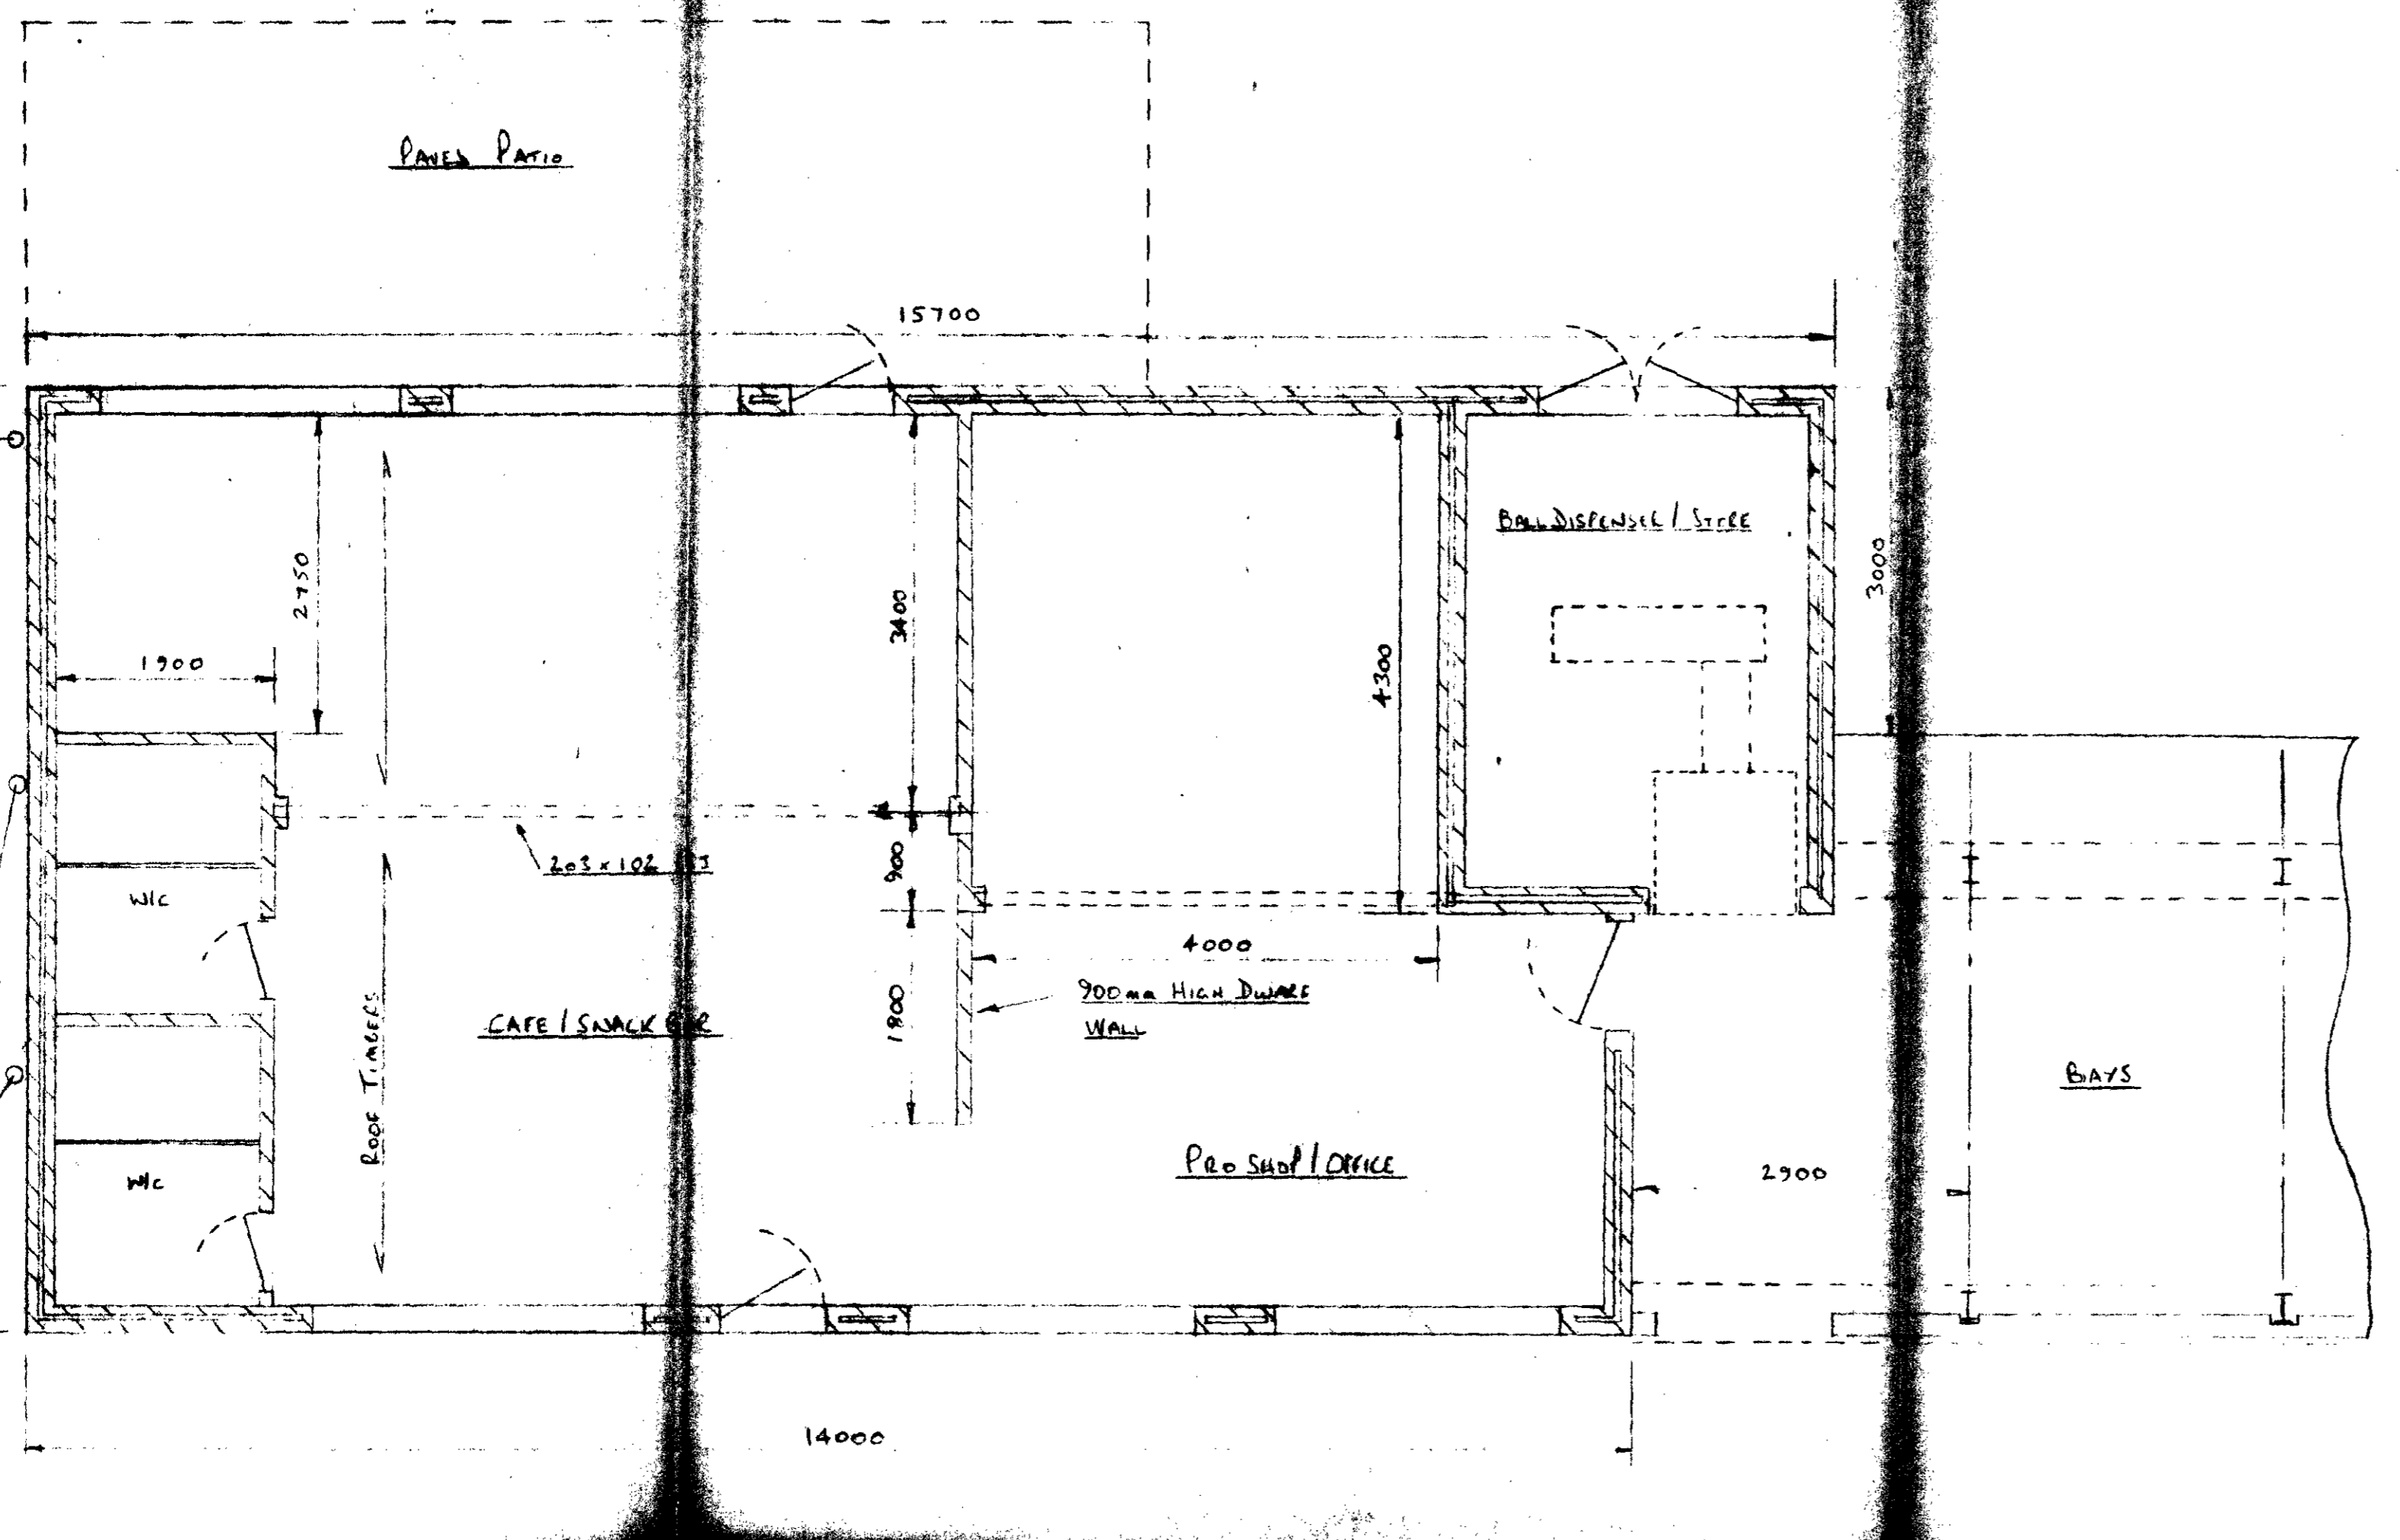 PAVED PATIO
15700
BALL DISPENSER / STORE
2750
3400
3000
1900
4300
203 x 102
900
W/C
4000
900mm HIGH DWARF
WALL
1800
CAFE / SNACK BAR
ROOF TIMBERS
BAYS
PRO SHOP / OFFICE
2900
W/C
14000